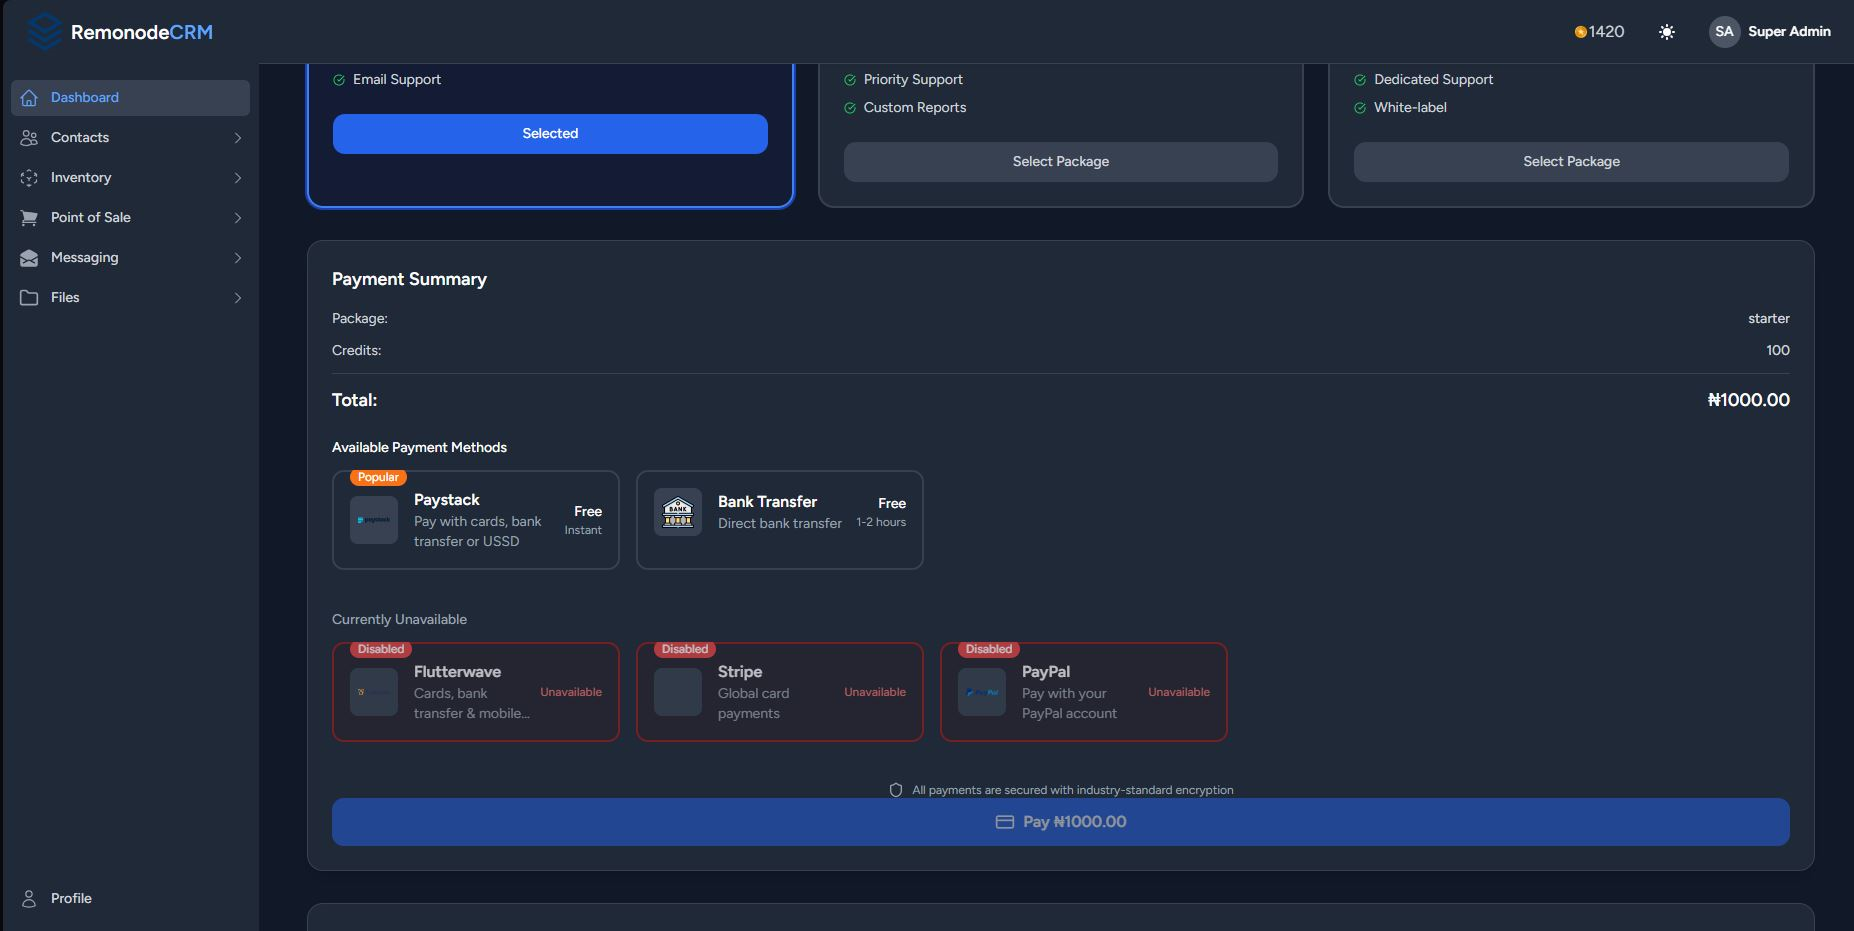 RemonodeCRM
1420
SA
Super Admin
Dashboard
Contacts
Inventory
Point of Sale
Messaging
Files
Profile
Email Support
Selected
Priority Support
Custom Reports
Select Package
Dedicated Support
White-label
Select Package
Payment Summary
Package: starter
Credits: 100
Total: ₦1000.00
Available Payment Methods
Popular
paystack
Paystack
Pay with cards, bank
transfer or USSD
Free
Instant
BANK
Bank Transfer
Direct bank transfer
Free
1-2 hours
Currently Unavailable
Disabled
Flutterwave
Cards, bank
transfer & mobile...
Unavailable
Disabled
Stripe
Global card
payments
Unavailable
Disabled
PayPal
PayPal
Pay with your
PayPal account
Unavailable
All payments are secured with industry-standard encryption
Pay ₦1000.00